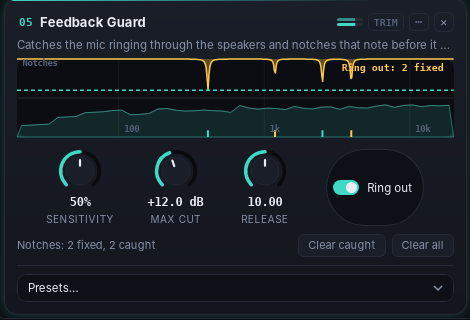 05 Feedback Guard TRIM ... ×
Catches the mic ringing through the speakers and notches that note before it ...
Notches
Ring out: 2 fixed
100 1k 10k
50% +12.0 dB 10.00
Ring out
SENSITIVITY MAX CUT RELEASE
Notches: 2 fixed, 2 caught Clear caught Clear all
Presets...